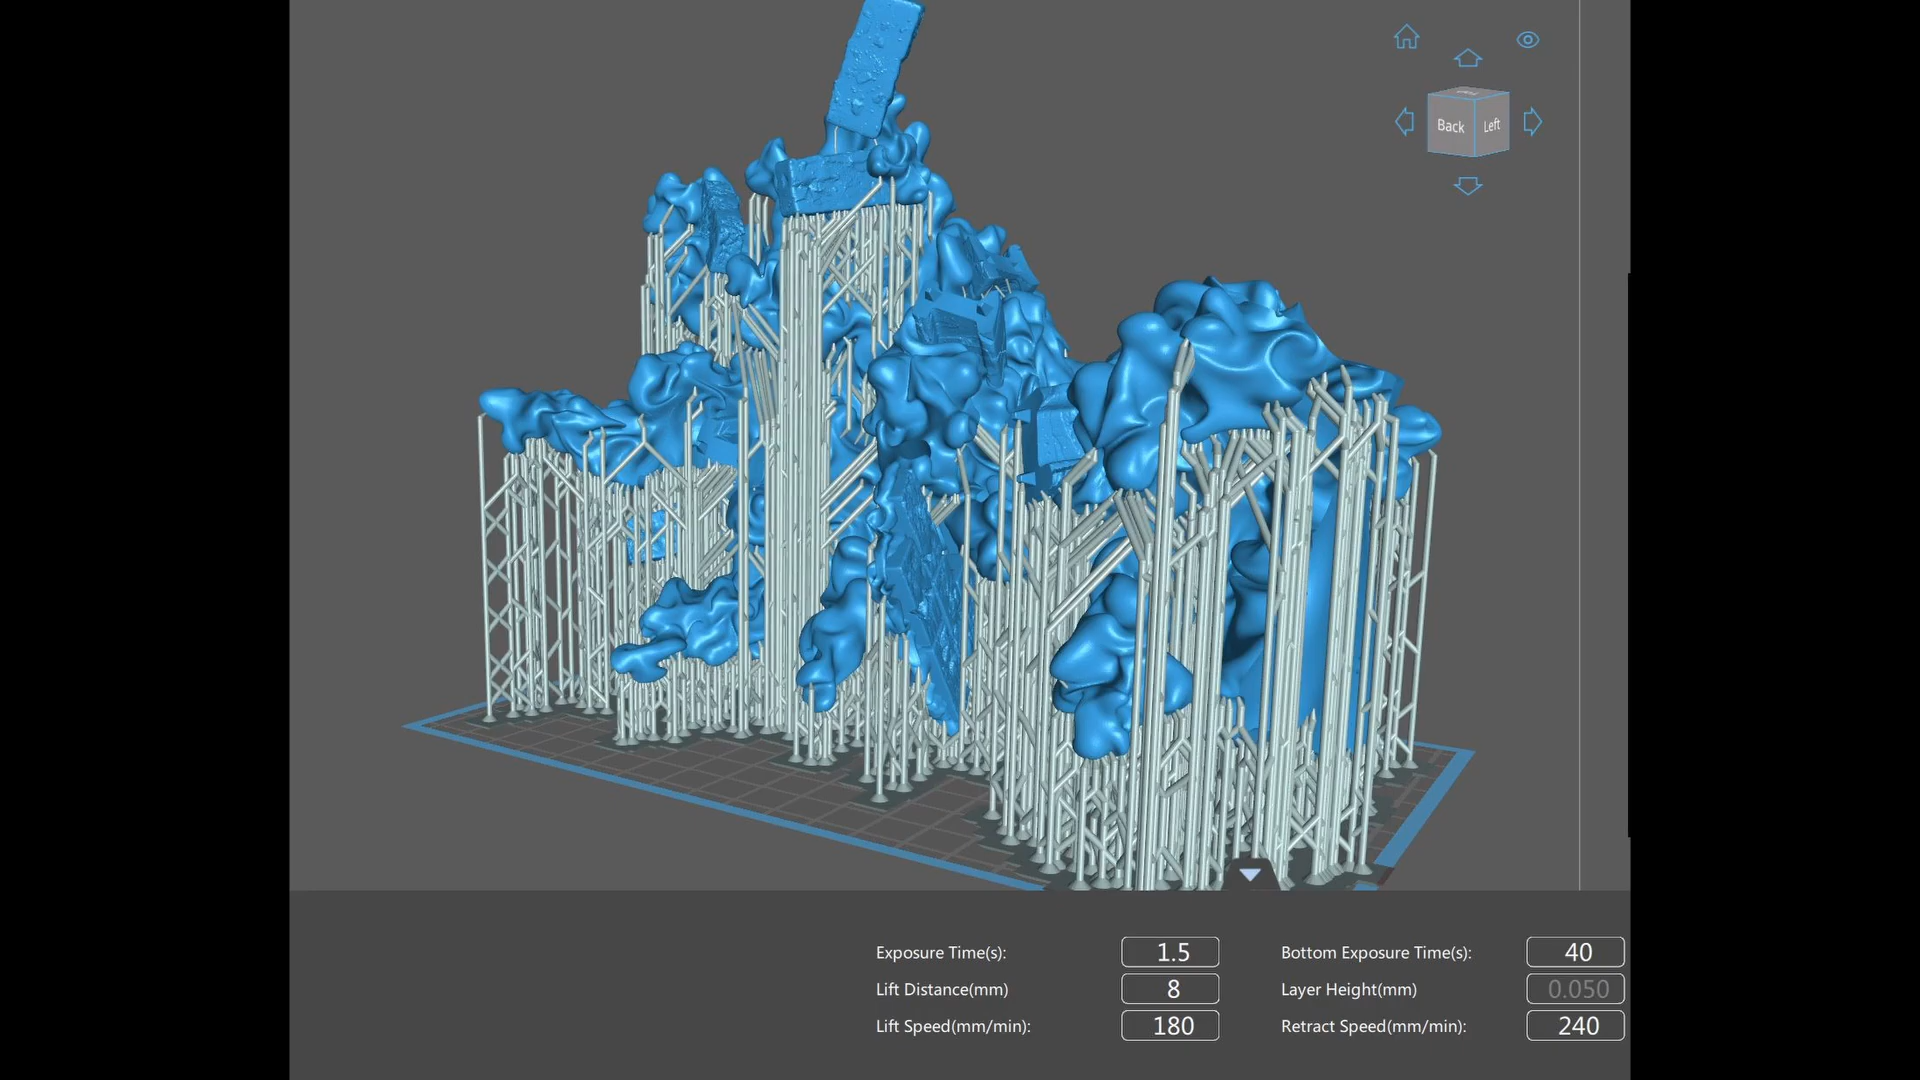 Back
Left
Exposure Time(s):
1.5
Bottom Exposure Time(s):
40
Lift Distance(mm)
8
Layer Height(mm)
0.050
Lift Speed(mm/min):
180
Retract Speed(mm/min):
240